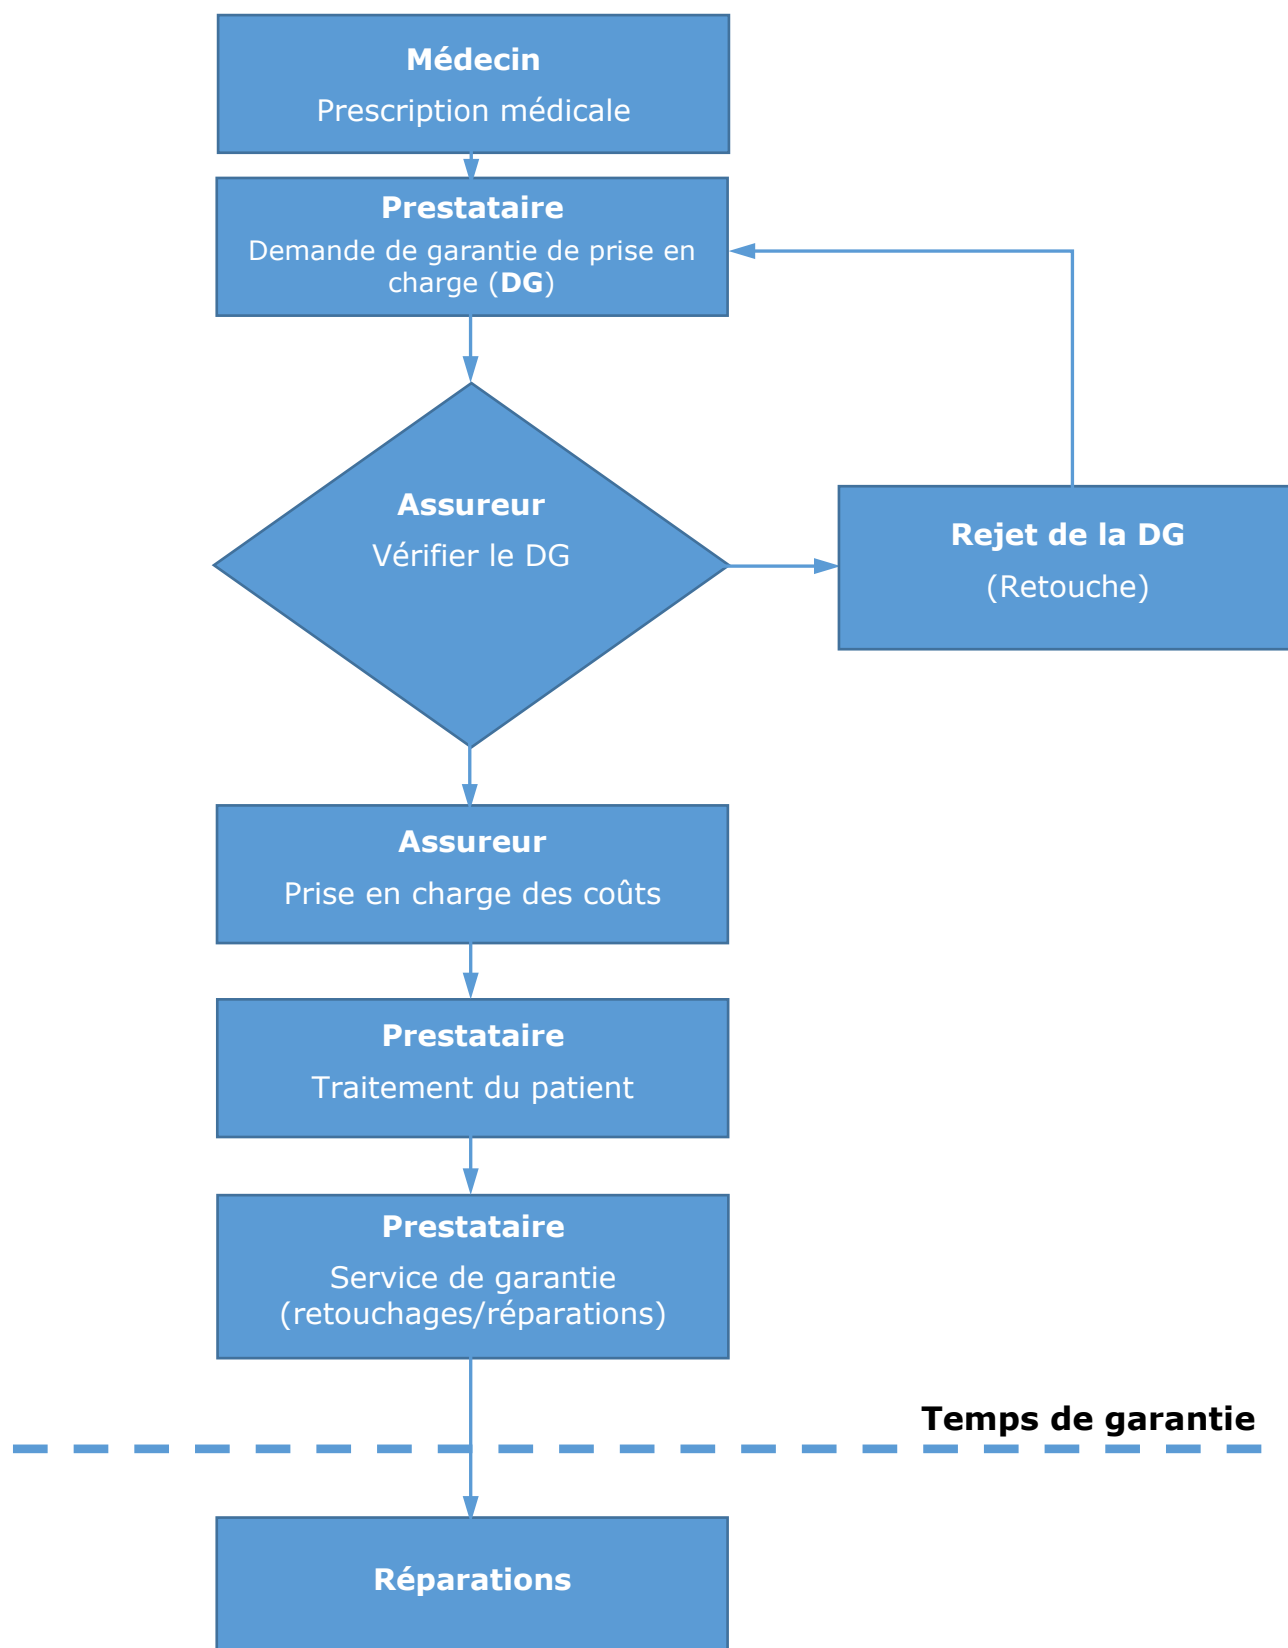 Médecin
Prescription médicale
Prestataire
Demande de garantie de prise en
charge (DG)
Assureur
Vérifier le DG
Rejet de la DG
(Retouche)
Assureur
Prise en charge des coûts
Prestataire
Traitement du patient
Prestataire
Service de garantie
(retouchages/réparations)
Temps de garantie
Réparations